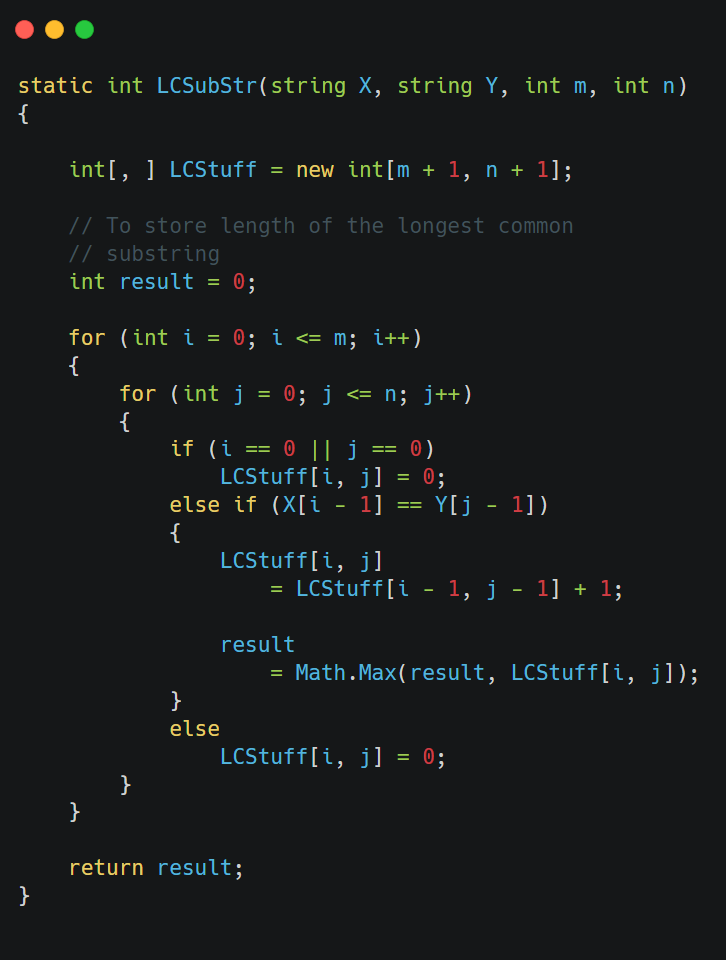 static int LCSubStr(string X, string Y, int m, int n)
{
    int[, ] LCStuff = new int[m + 1, n + 1];
    // To store length of the longest common
    // substring
    int result = 0;
    for (int i = 0; i <= m; i++)
    {
        for (int j = 0; j <= n; j++)
        {
            if (i == 0 || j == 0)
                LCStuff[i, j] = 0;
            else if (X[i - 1] == Y[j - 1])
            {
                LCStuff[i, j]
                    = LCStuff[i - 1, j - 1] + 1;
                result
                    = Math.Max(result, LCStuff[i, j]);
            }
            else
                LCStuff[i, j] = 0;
        }
    }
    return result;
}